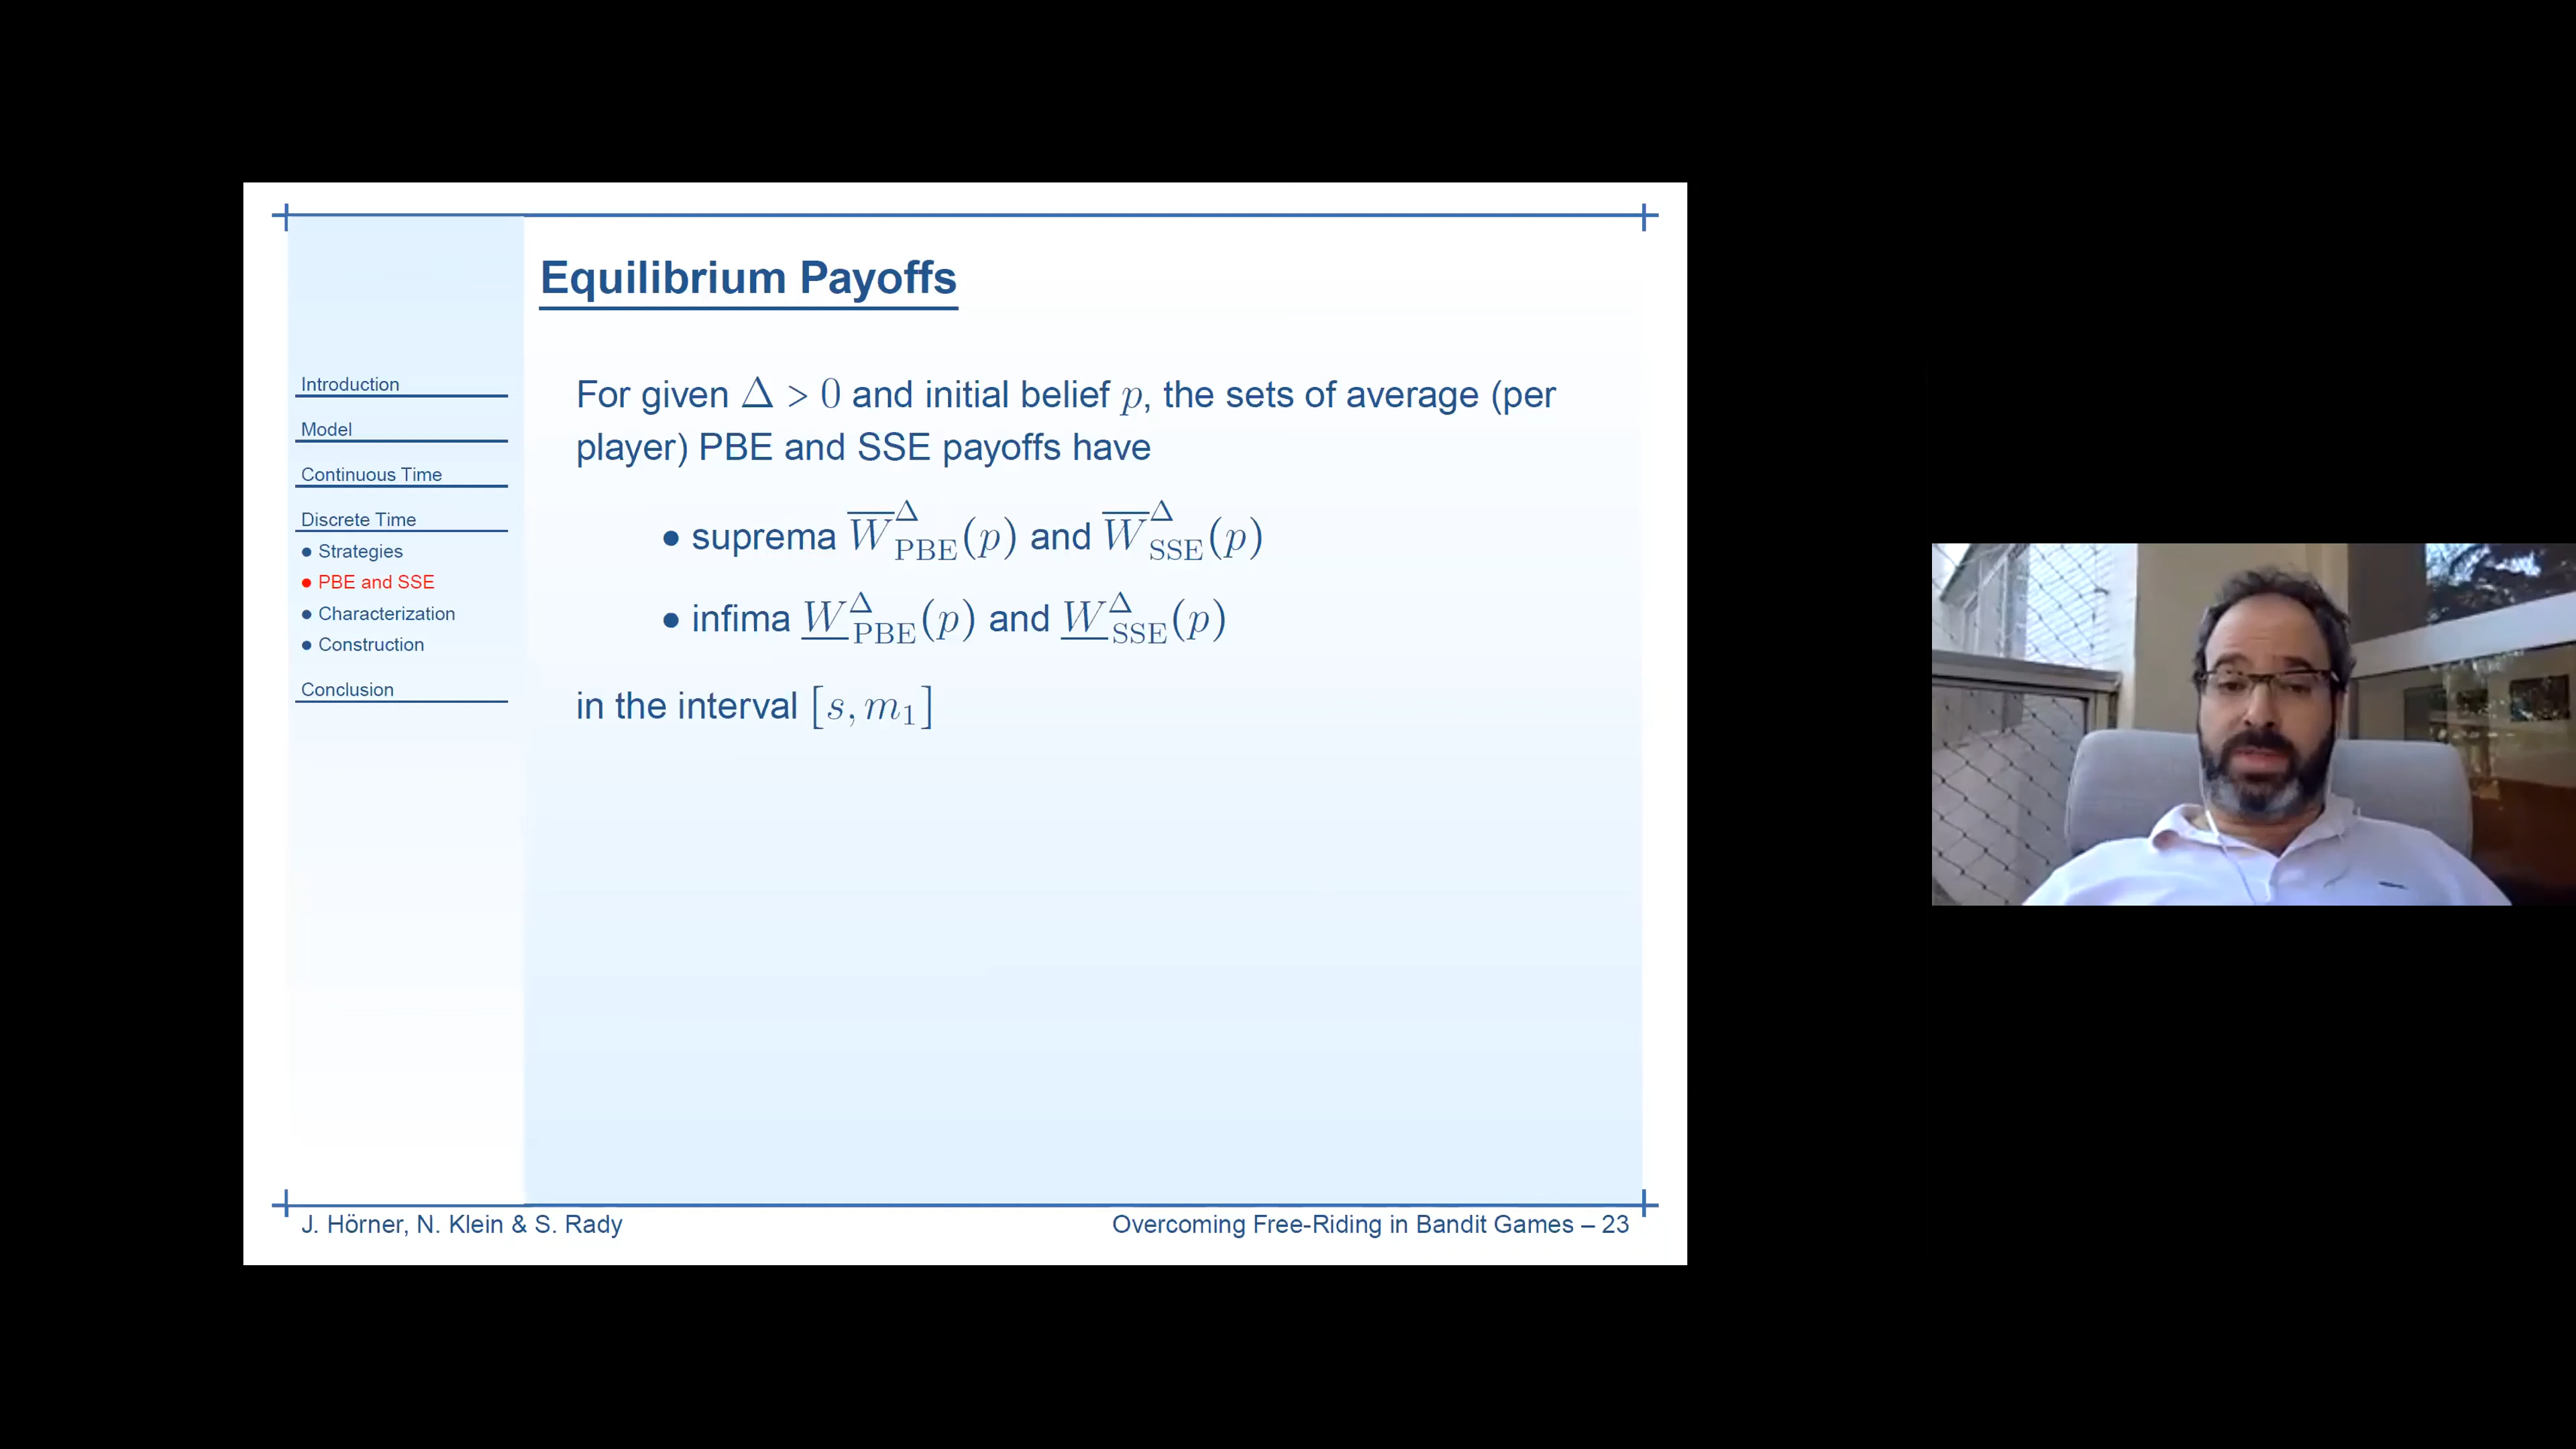 Equilibrium Payoffs
Introduction
Model
Continuous Time
Discrete Time
● Strategies
● PBE and SSE
● Characterization
● Construction
Conclusion
For given Δ > 0 and initial belief p, the sets of average (per
player) PBE and SSE payoffs have
● suprema W̅^Δ_PBE(p) and W̅^Δ_SSE(p)
● infima W̲^Δ_PBE(p) and W̲^Δ_SSE(p)
in the interval [s, m₁]
J. Hörner, N. Klein & S. Rady
Overcoming Free-Riding in Bandit Games – 23